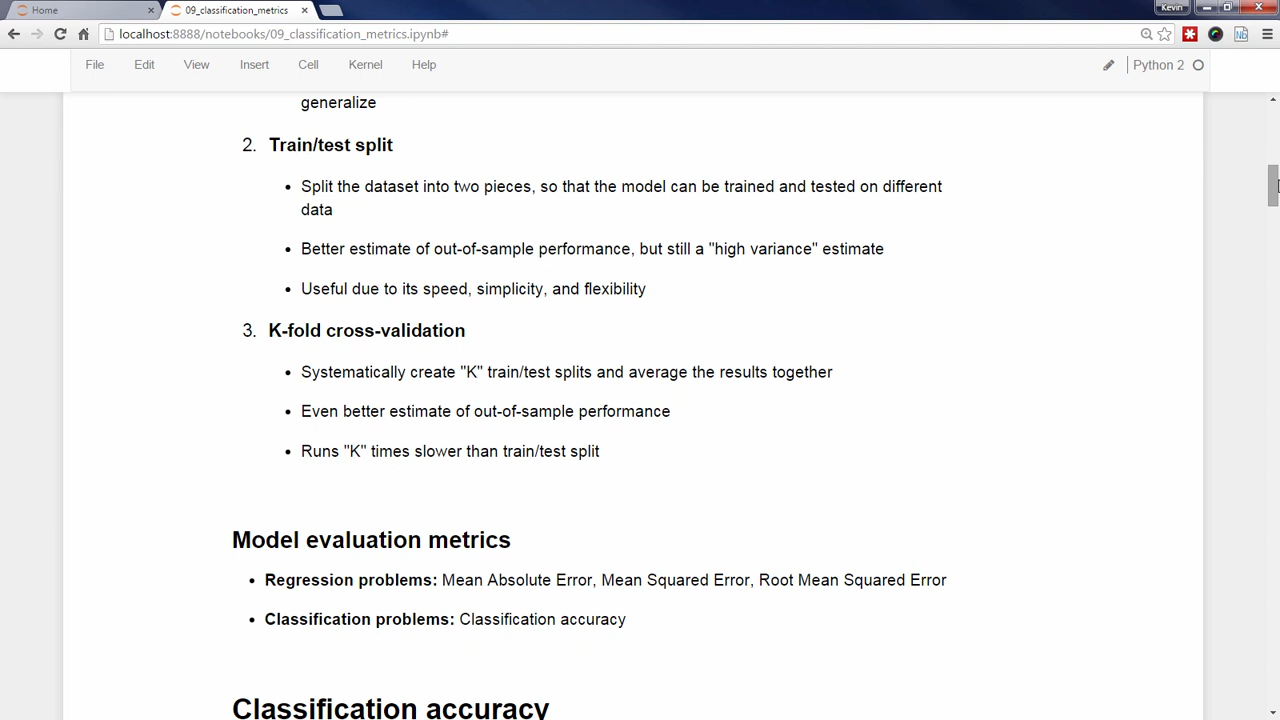 Home
09_classification_metrics
Kevin
localhost:8888/notebooks/09_classification_metrics.ipynb#
File Edit View Insert Cell Kernel Help Python 2
generalize
2. Train/test split
• Split the dataset into two pieces, so that the model can be trained and tested on different
data
• Better estimate of out-of-sample performance, but still a "high variance" estimate
• Useful due to its speed, simplicity, and flexibility
3. K-fold cross-validation
• Systematically create "K" train/test splits and average the results together
• Even better estimate of out-of-sample performance
• Runs "K" times slower than train/test split
Model evaluation metrics
• Regression problems: Mean Absolute Error, Mean Squared Error, Root Mean Squared Error
• Classification problems: Classification accuracy
Classification accuracy